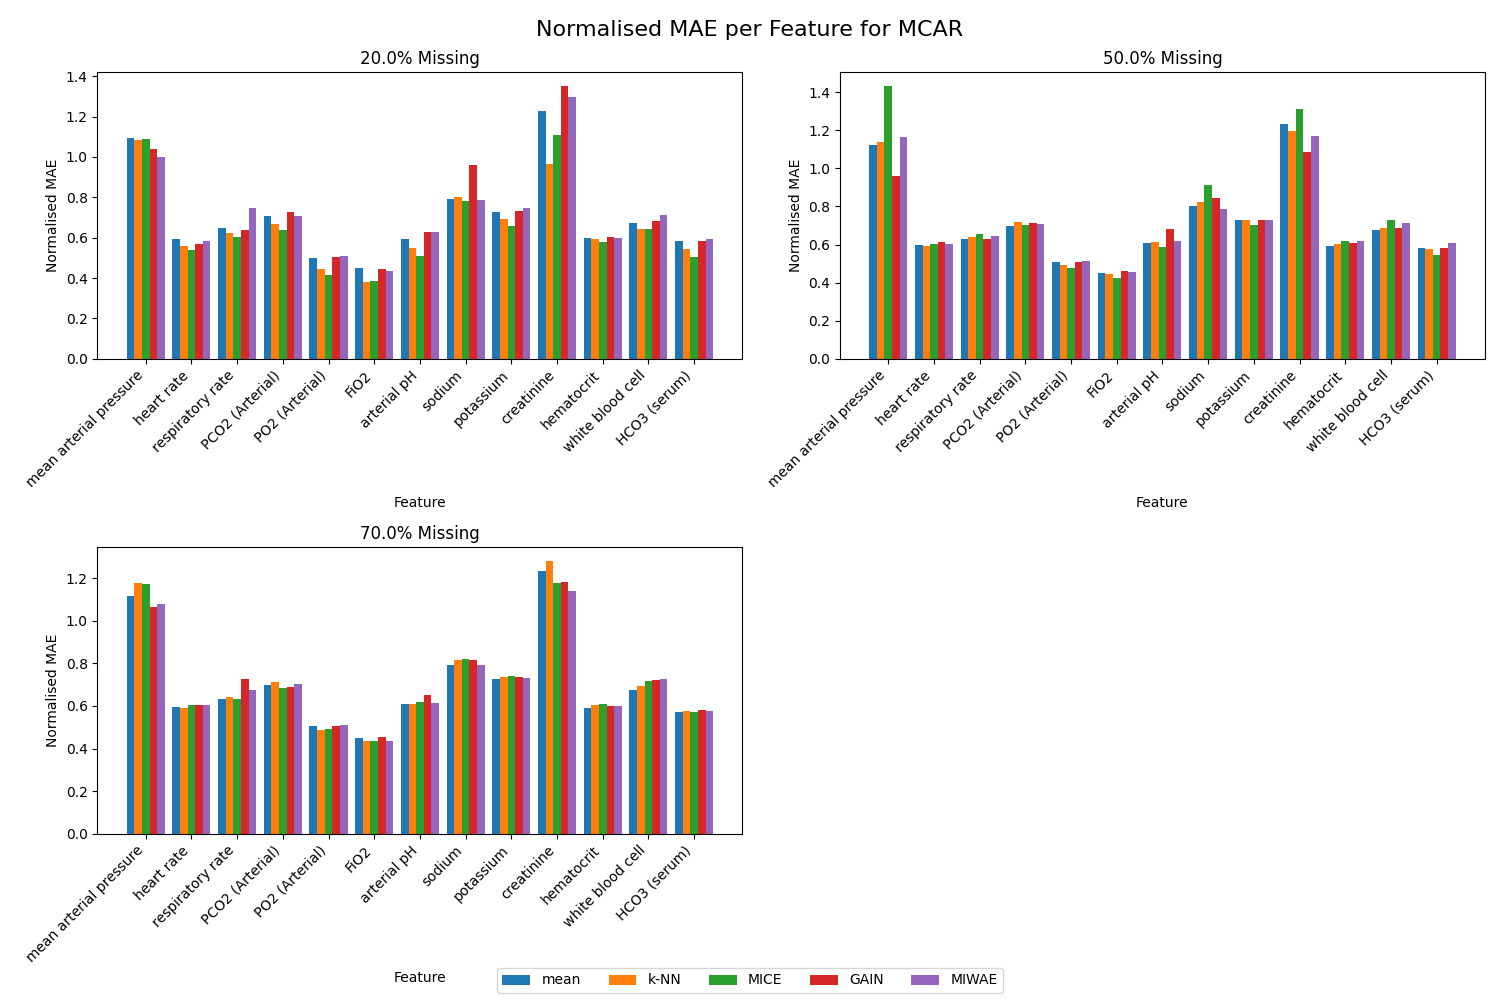 Normalised MAE per Feature for MCAR
20.0% Missing
Normalised MAE
1.4
1.2
1.0
0.8
0.6
0.4
0.2
0.0
mean arterial pressure
heart rate
respiratory rate
PCO2 (Arterial)
PO2 (Arterial)
FiO2
arterial pH
sodium
potassium
creatinine
hematocrit
white blood cell
HCO3 (serum)
Feature
50.0% Missing
Normalised MAE
1.4
1.2
1.0
0.8
0.6
0.4
0.2
0.0
mean arterial pressure
heart rate
respiratory rate
PCO2 (Arterial)
PO2 (Arterial)
FiO2
arterial pH
sodium
potassium
creatinine
hematocrit
white blood cell
HCO3 (serum)
Feature
70.0% Missing
Normalised MAE
1.2
1.0
0.8
0.6
0.4
0.2
0.0
mean arterial pressure
heart rate
respiratory rate
PCO2 (Arterial)
PO2 (Arterial)
FiO2
arterial pH
sodium
potassium
creatinine
hematocrit
white blood cell
HCO3 (serum)
Feature
mean k-NN MICE GAIN MIWAE